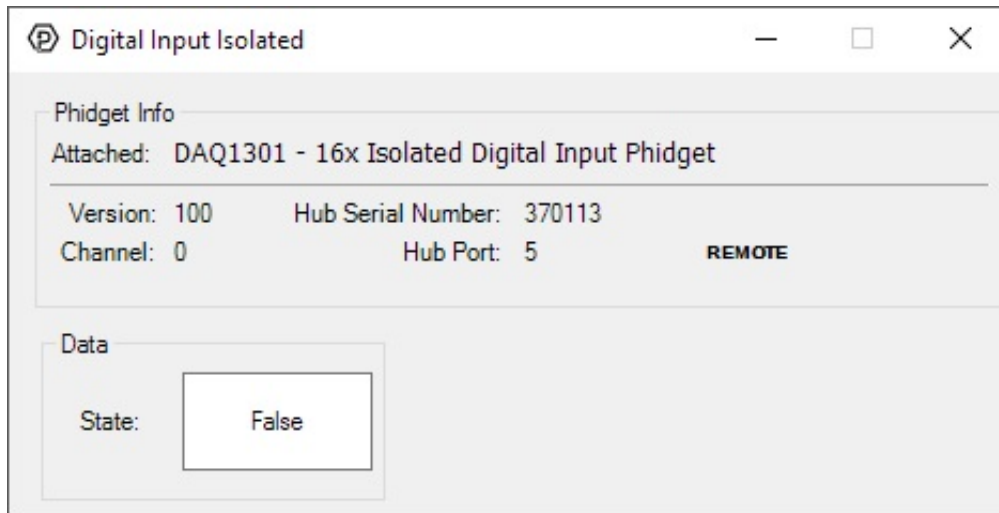 Digital Input Isolated
Phidget Info
Attached: DAQ1301 - 16x Isolated Digital Input Phidget
Version: 100 Hub Serial Number: 370113
Channel: 0 Hub Port: 5 REMOTE
Data
State: False